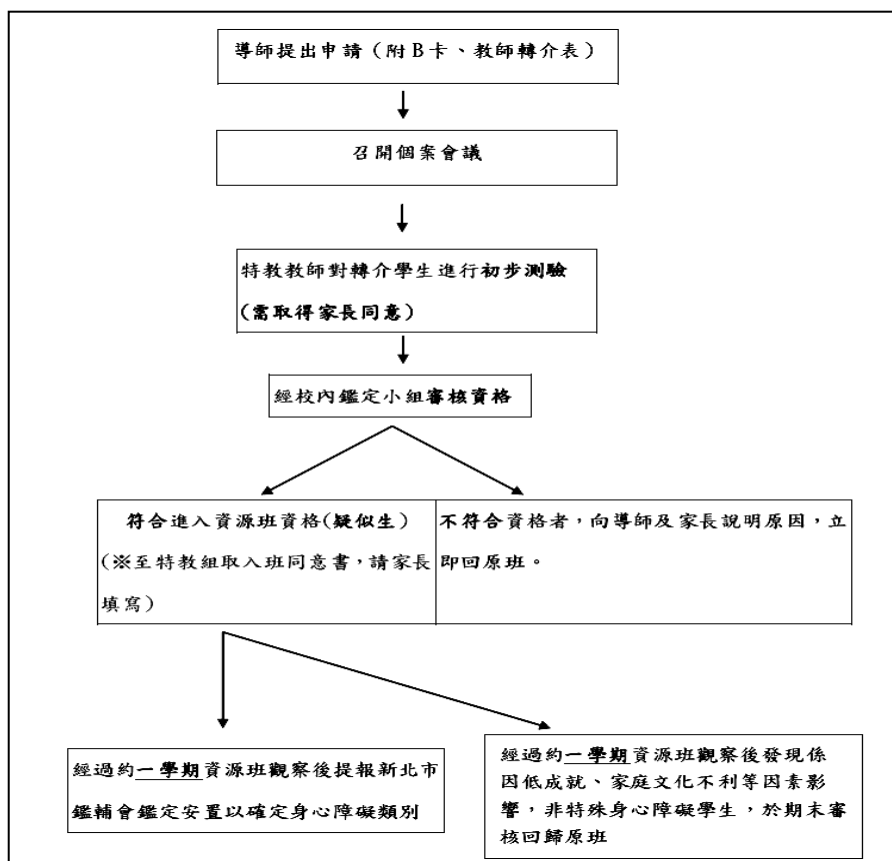 導師提出申請（附B卡、教師轉介表）
召開個案會議
特教教師對轉介學生進行初步測驗
(需取得家長同意)
經校內鑑定小組審核資格
符合進入資源班資格(疑似生)
(※至特教組取入班同意書，請家長
填寫)
不符合資格者，向導師及家長說明原因，立
即回原班。
經過約一學期資源班觀察後提報新北市
鑑輔會鑑定安置以確定身心障礙類別
經過約一學期資源班觀察後發現係
因低成就、家庭文化不利等因素影
響，非特殊身心障礙學生，於期末審
核回歸原班